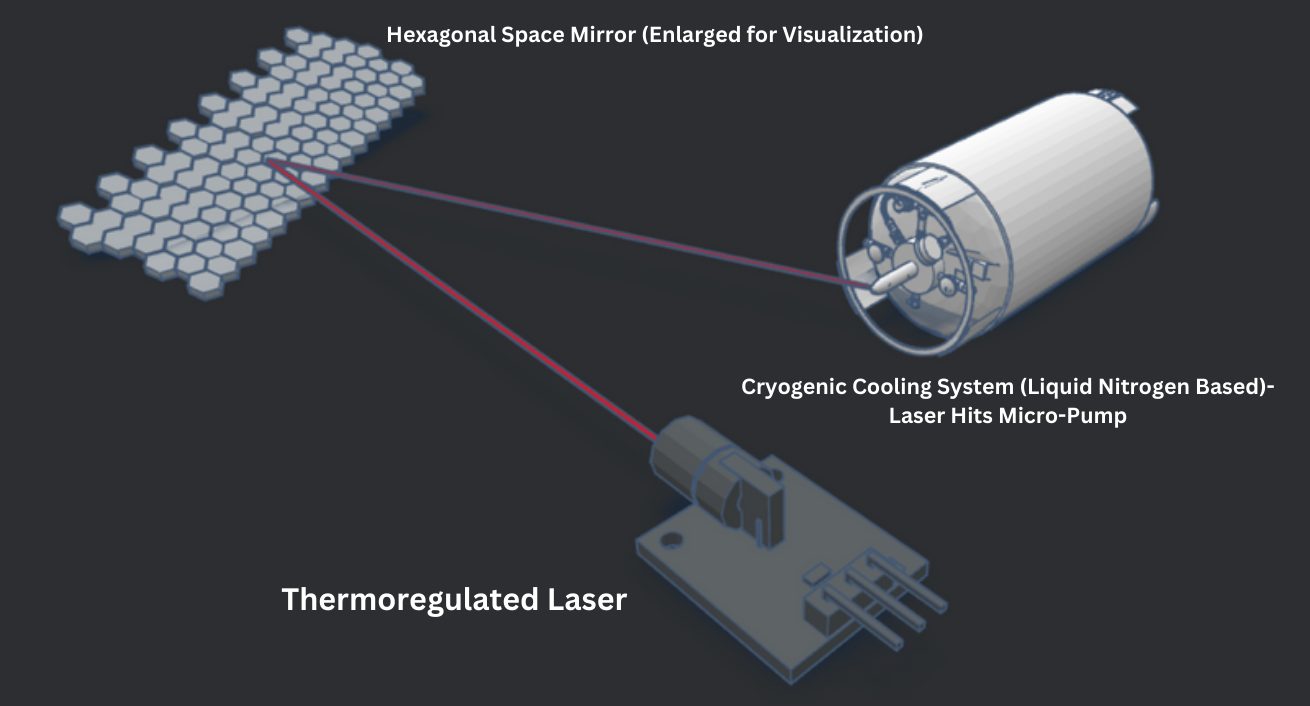 Hexagonal Space Mirror (Enlarged for Visualization)
Cryogenic Cooling System (Liquid Nitrogen Based)-
Laser Hits Micro-Pump
Thermoregulated Laser